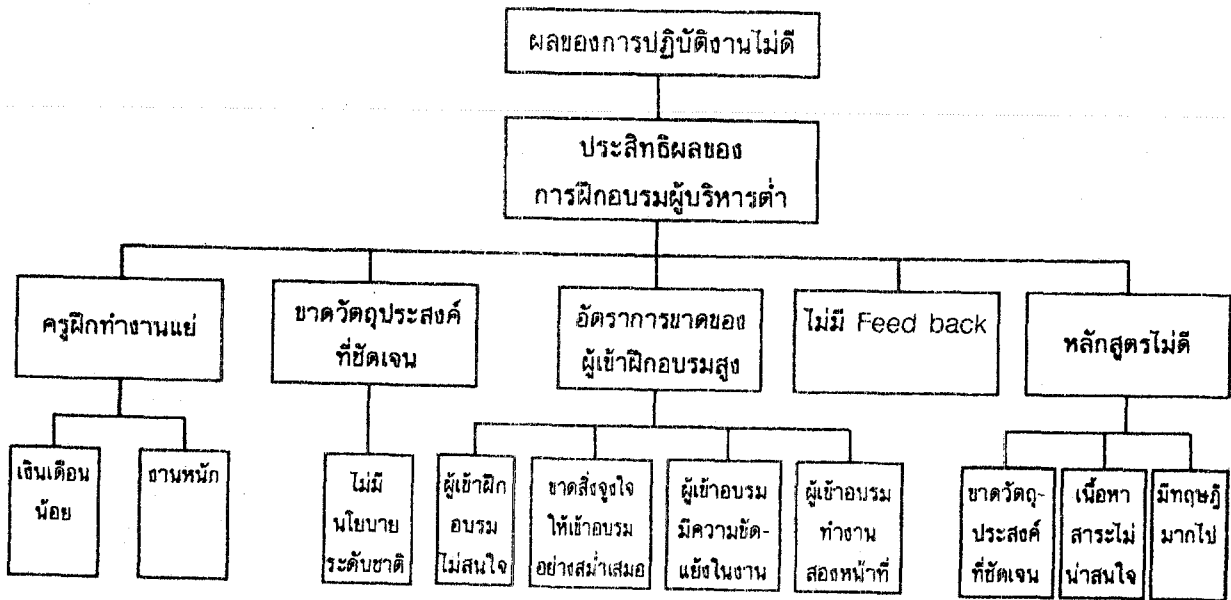 ผลของการปฏิบัติงานไม่ดี
ประสิทธิผลของ
การฝึกอบรมผู้บริหารต่ำ
ครูฝึกทำงานแย่
ขาดวัตถุประสงค์
ที่ชัดเจน
อัตราการขาดของ
ผู้เข้าฝึกอบรมสูง
ไม่มี Feed back
หลักสูตรไม่ดี
เงินเดือน
น้อย
งานหนัก
ไม่มี
นโยบาย
ระดับชาติ
ผู้เข้าฝึก
อบรม
ไม่สนใจ
ขาดสิ่งจูงใจ
ให้เข้าอบรม
อย่างสม่ำเสมอ
ผู้เข้าอบรม
มีความขัด-
แย้งในงาน
ผู้เข้าอบรม
ทำงาน
สองหน้าที่
ขาดวัตถุ-
ประสงค์
ที่ชัดเจน
เนื้อหา
สาระไม่
น่าสนใจ
มีทฤษฎี
มากไป